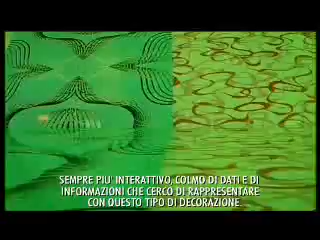 SEMPRE PIU' INTERATTIVO, COLMO DI DATI E DI
INFORMAZIONI CHE CERCO DI RAPPRESENTARE
CON QUESTO TIPO DI DECORAZIONE